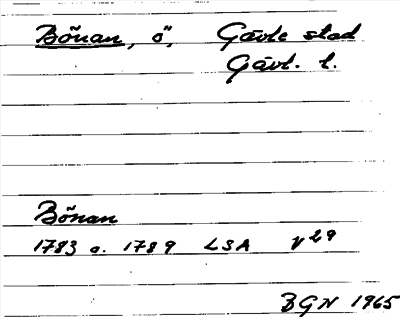 Bönan, ö, Gävle stad
Gävl. l.
Bönan
1783 o. 1789 LSA v29
BGN 1965